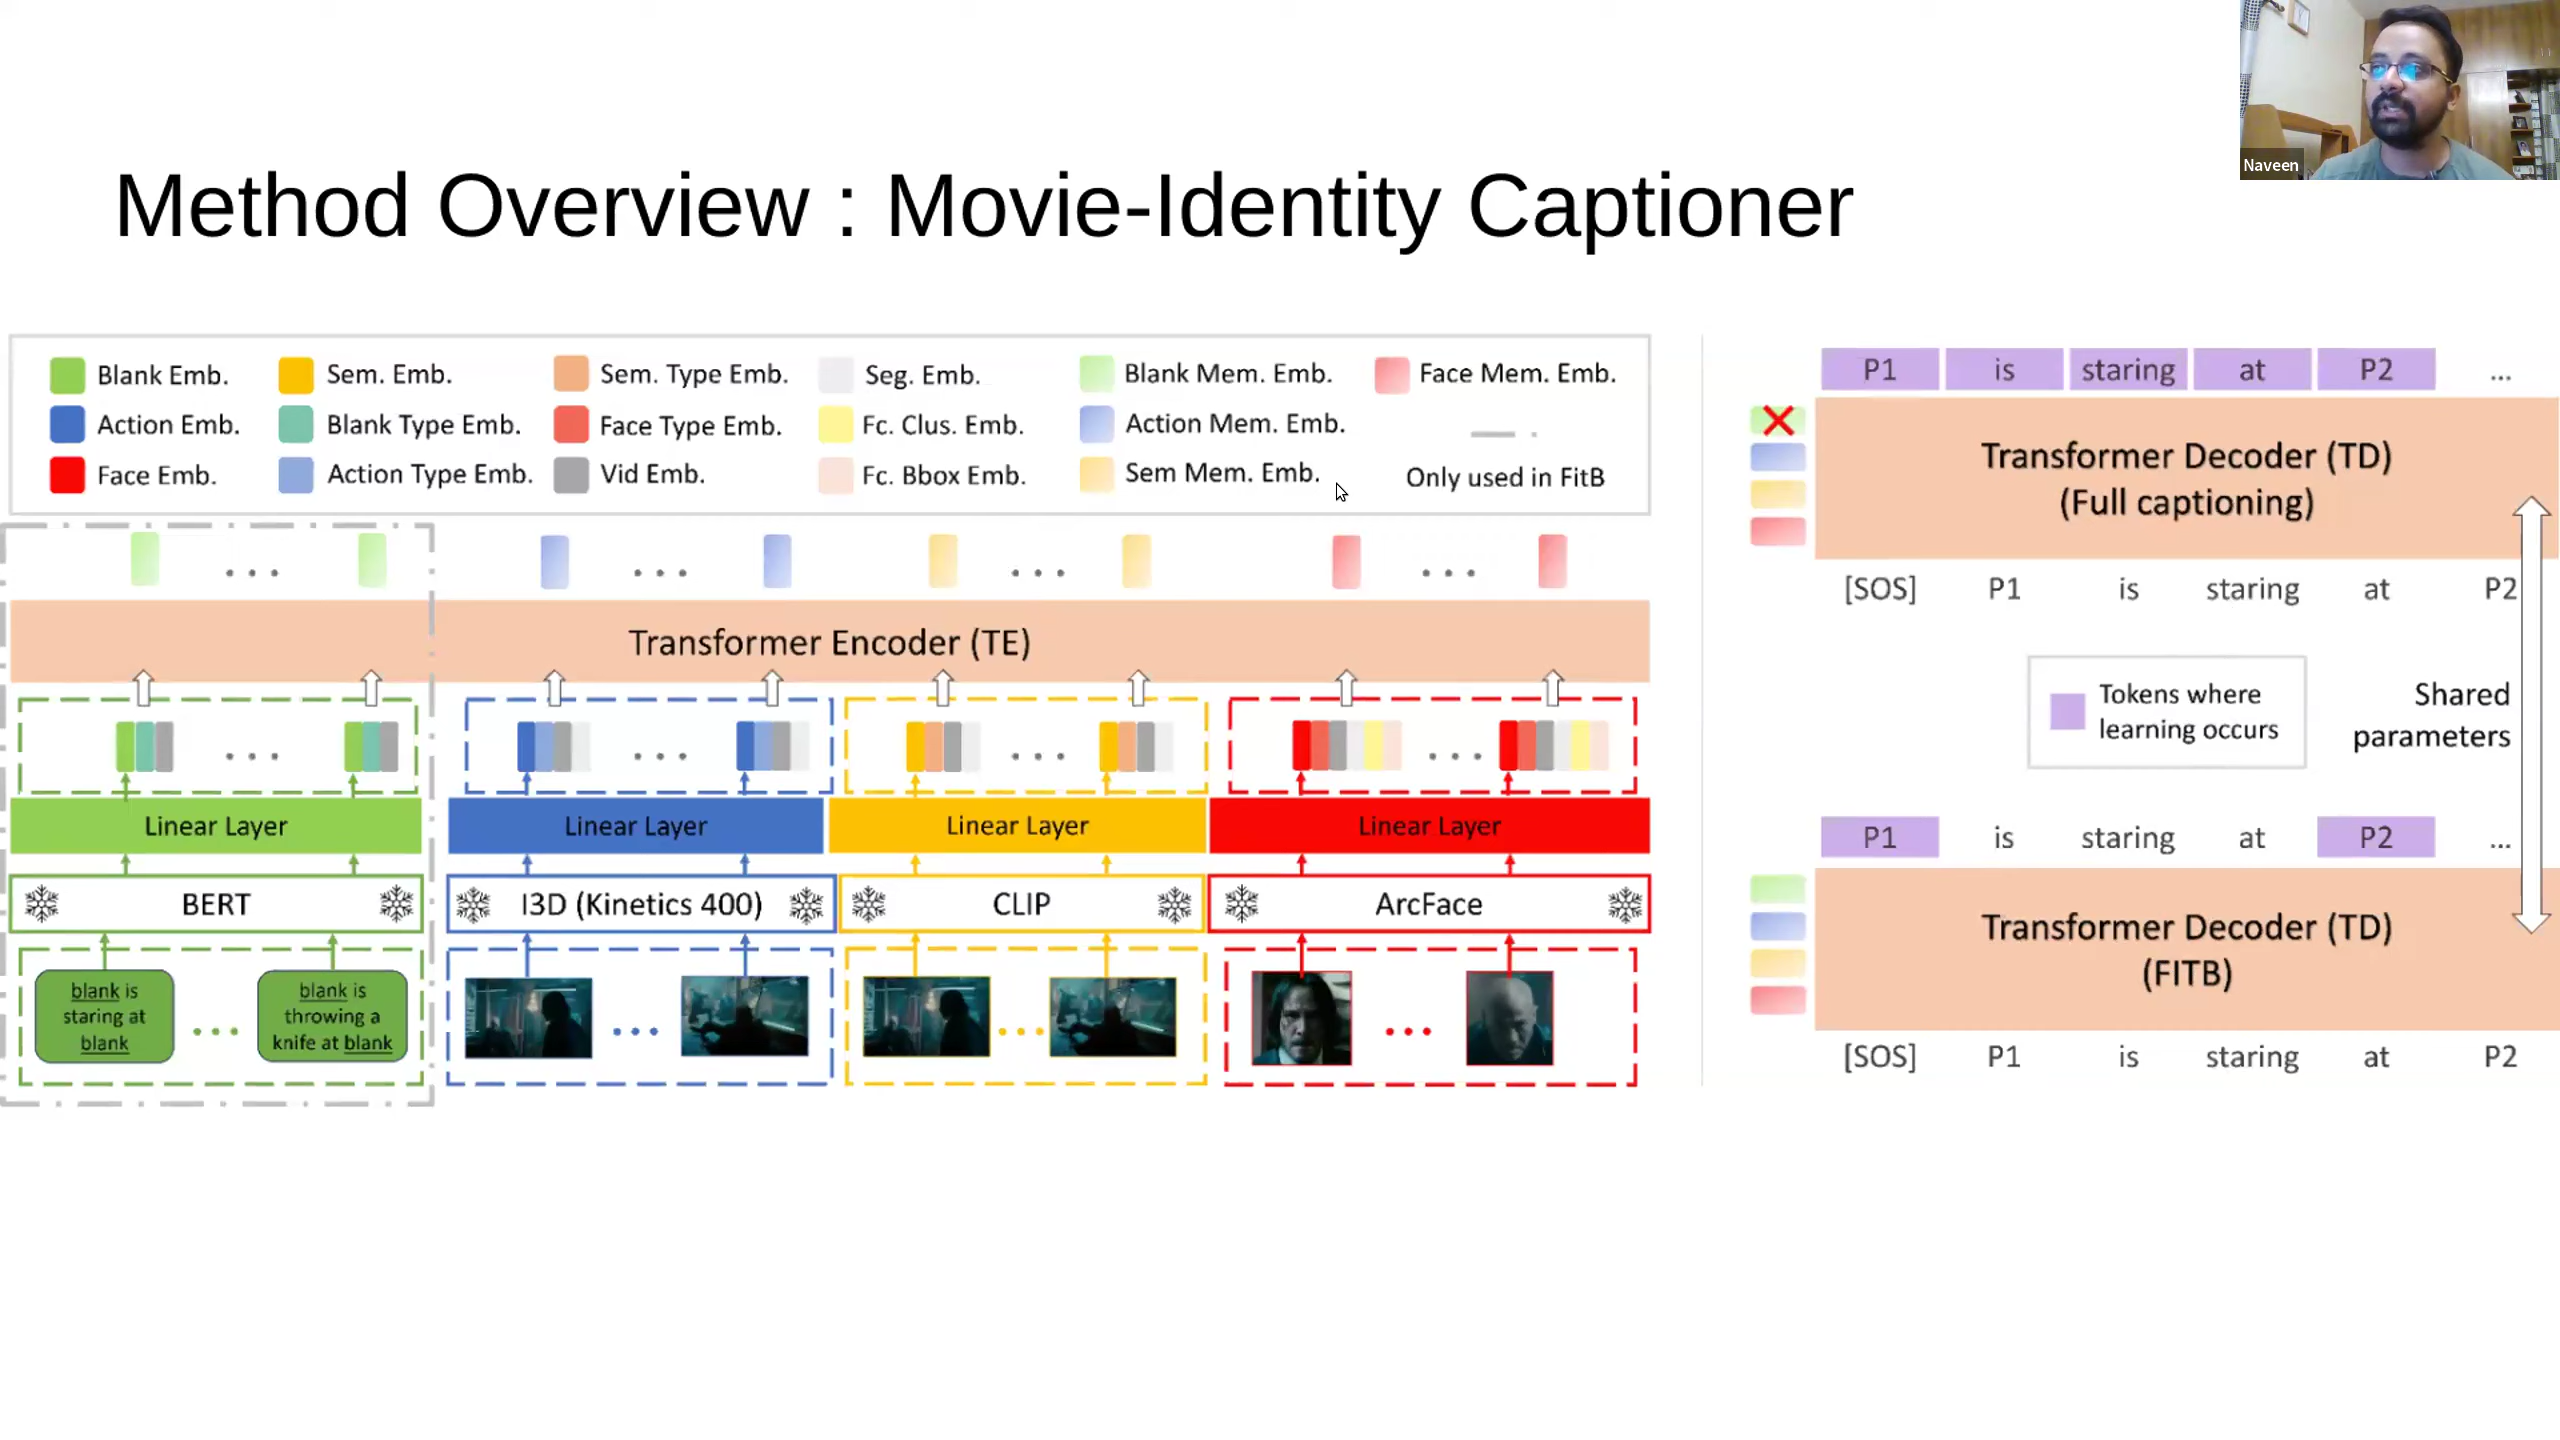 Naveen
Method Overview : Movie-Identity Captioner
Blank Emb.
Sem. Emb.
Sem. Type Emb.
Seg. Emb.
Blank Mem. Emb.
Face Mem. Emb.
Action Emb.
Blank Type Emb.
Face Type Emb.
Fc. Clus. Emb.
Action Mem. Emb.
Face Emb.
Action Type Emb.
Vid Emb.
Fc. Bbox Emb.
Sem Mem. Emb.
Only used in FitB
...
...
...
...
Transformer Encoder (TE)
...
...
...
...
Linear Layer
Linear Layer
Linear Layer
Linear Layer
BERT
I3D (Kinetics 400)
CLIP
ArcFace
blank is
staring at
blank
...
blank is
throwing a
knife at blank
...
...
...
P1 is staring at P2 ...
Transformer Decoder (TD)
(Full captioning)
[SOS] P1 is staring at P2
Tokens where
learning occurs
Shared
parameters
P1 is staring at P2 ...
Transformer Decoder (TD)
(FITB)
[SOS] P1 is staring at P2